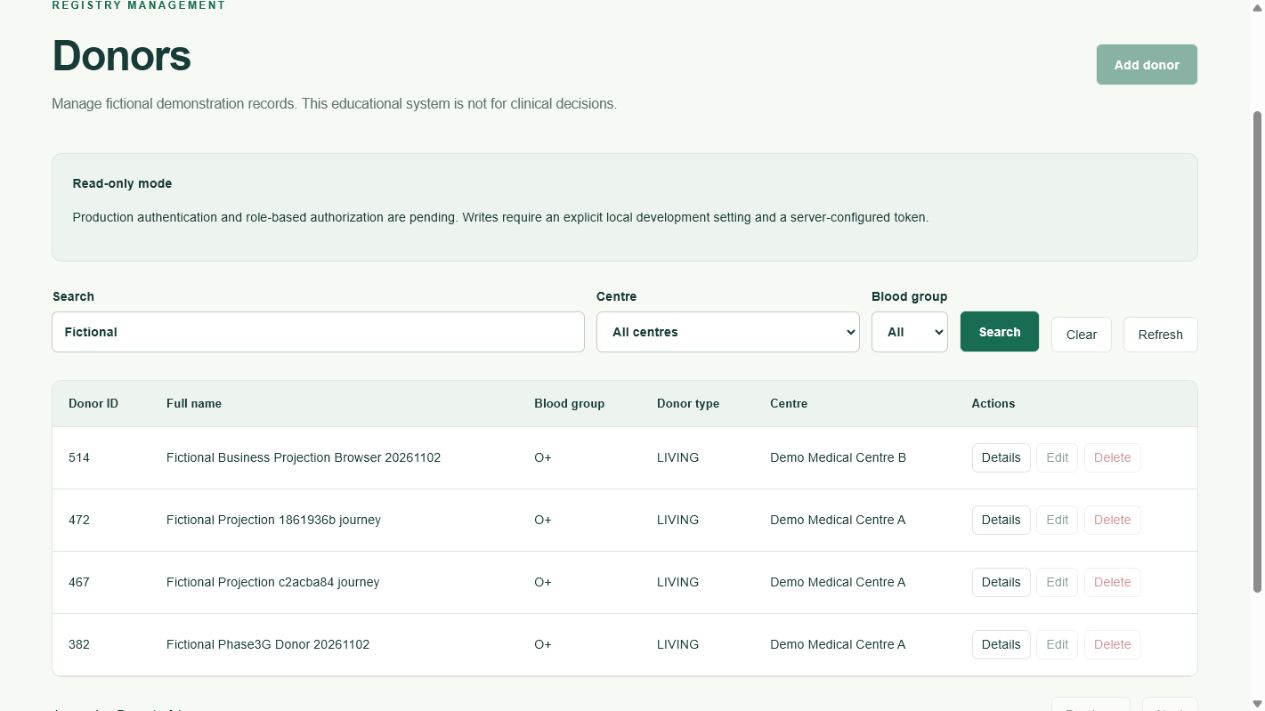 REGISTRY MANAGEMENT
Donors
Add donor
Manage fictional demonstration records. This educational system is not for clinical decisions.
Read-only mode
Production authentication and role-based authorization are pending. Writes require an explicit local development setting and a server-configured token.
Search Centre Blood group
Fictional All centres All Search Clear Refresh
Donor ID Full name Blood group Donor type Centre Actions
514 Fictional Business Projection Browser 20261102 O+ LIVING Demo Medical Centre B Details Edit Delete
472 Fictional Projection 1861936b journey O+ LIVING Demo Medical Centre A Details Edit Delete
467 Fictional Projection c2acba84 journey O+ LIVING Demo Medical Centre A Details Edit Delete
382 Fictional Phase3G Donor 20261102 O+ LIVING Demo Medical Centre A Details Edit Delete